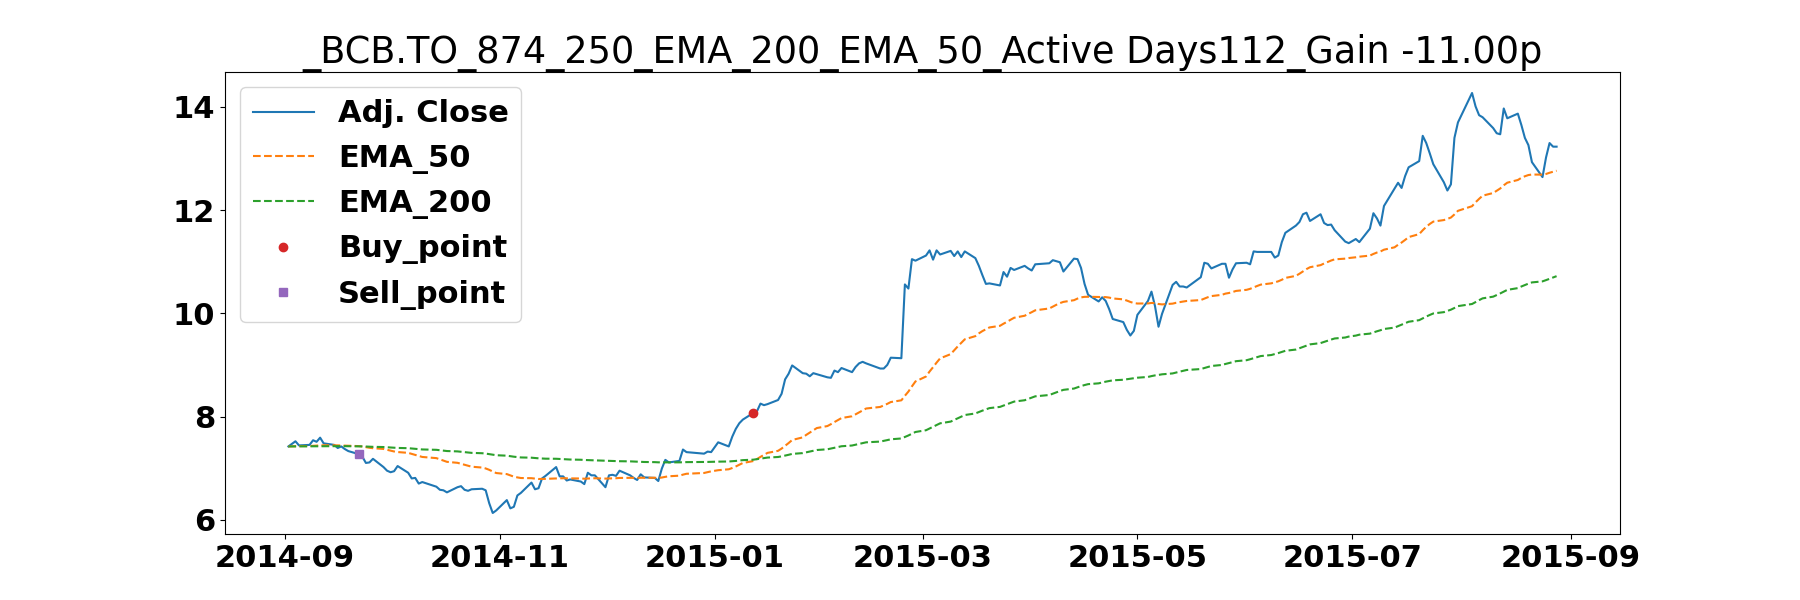 _BCB.TO_874_250_EMA_200_EMA_50_Active Days112_Gain -11.00p
Adj. Close
EMA_50
EMA_200
Buy_point
Sell_point
14
12
10
8
6
2014-09 2014-11 2015-01 2015-03 2015-05 2015-07 2015-09